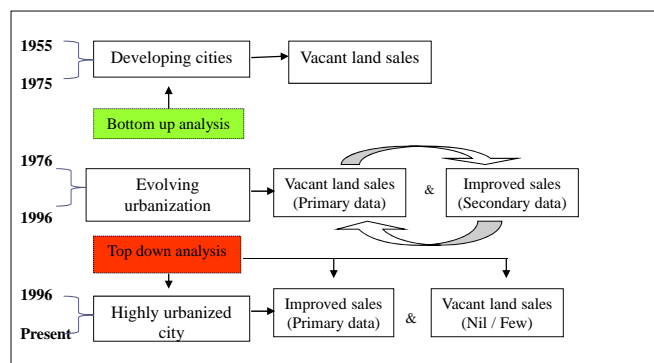 1955
Developing cities
Vacant land sales
1975
Bottom up analysis
1976
Evolving
urbanization
Vacant land sales
(Primary data)
&
Improved sales
(Secondary data)
1996
Top down analysis
1996
Highly urbanized
city
Improved sales
(Primary data)
&
Vacant land sales
(Nil / Few)
Present